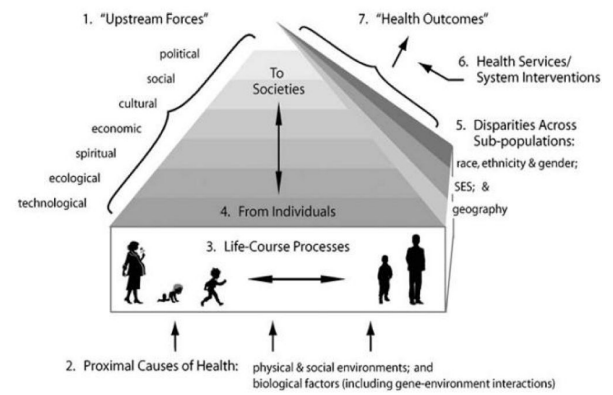 1. "Upstream Forces"
7. "Health Outcomes"
political
social
cultural
economic
spiritual
ecological
technological
To
Societies
6. Health Services/
System Interventions
5. Disparities Across
Sub-populations:
race, ethnicity & gender;
SES; &
geography
4. From Individuals
3. Life-Course Processes
2. Proximal Causes of Health: physical & social environments; and
biological factors (including gene-environment interactions)